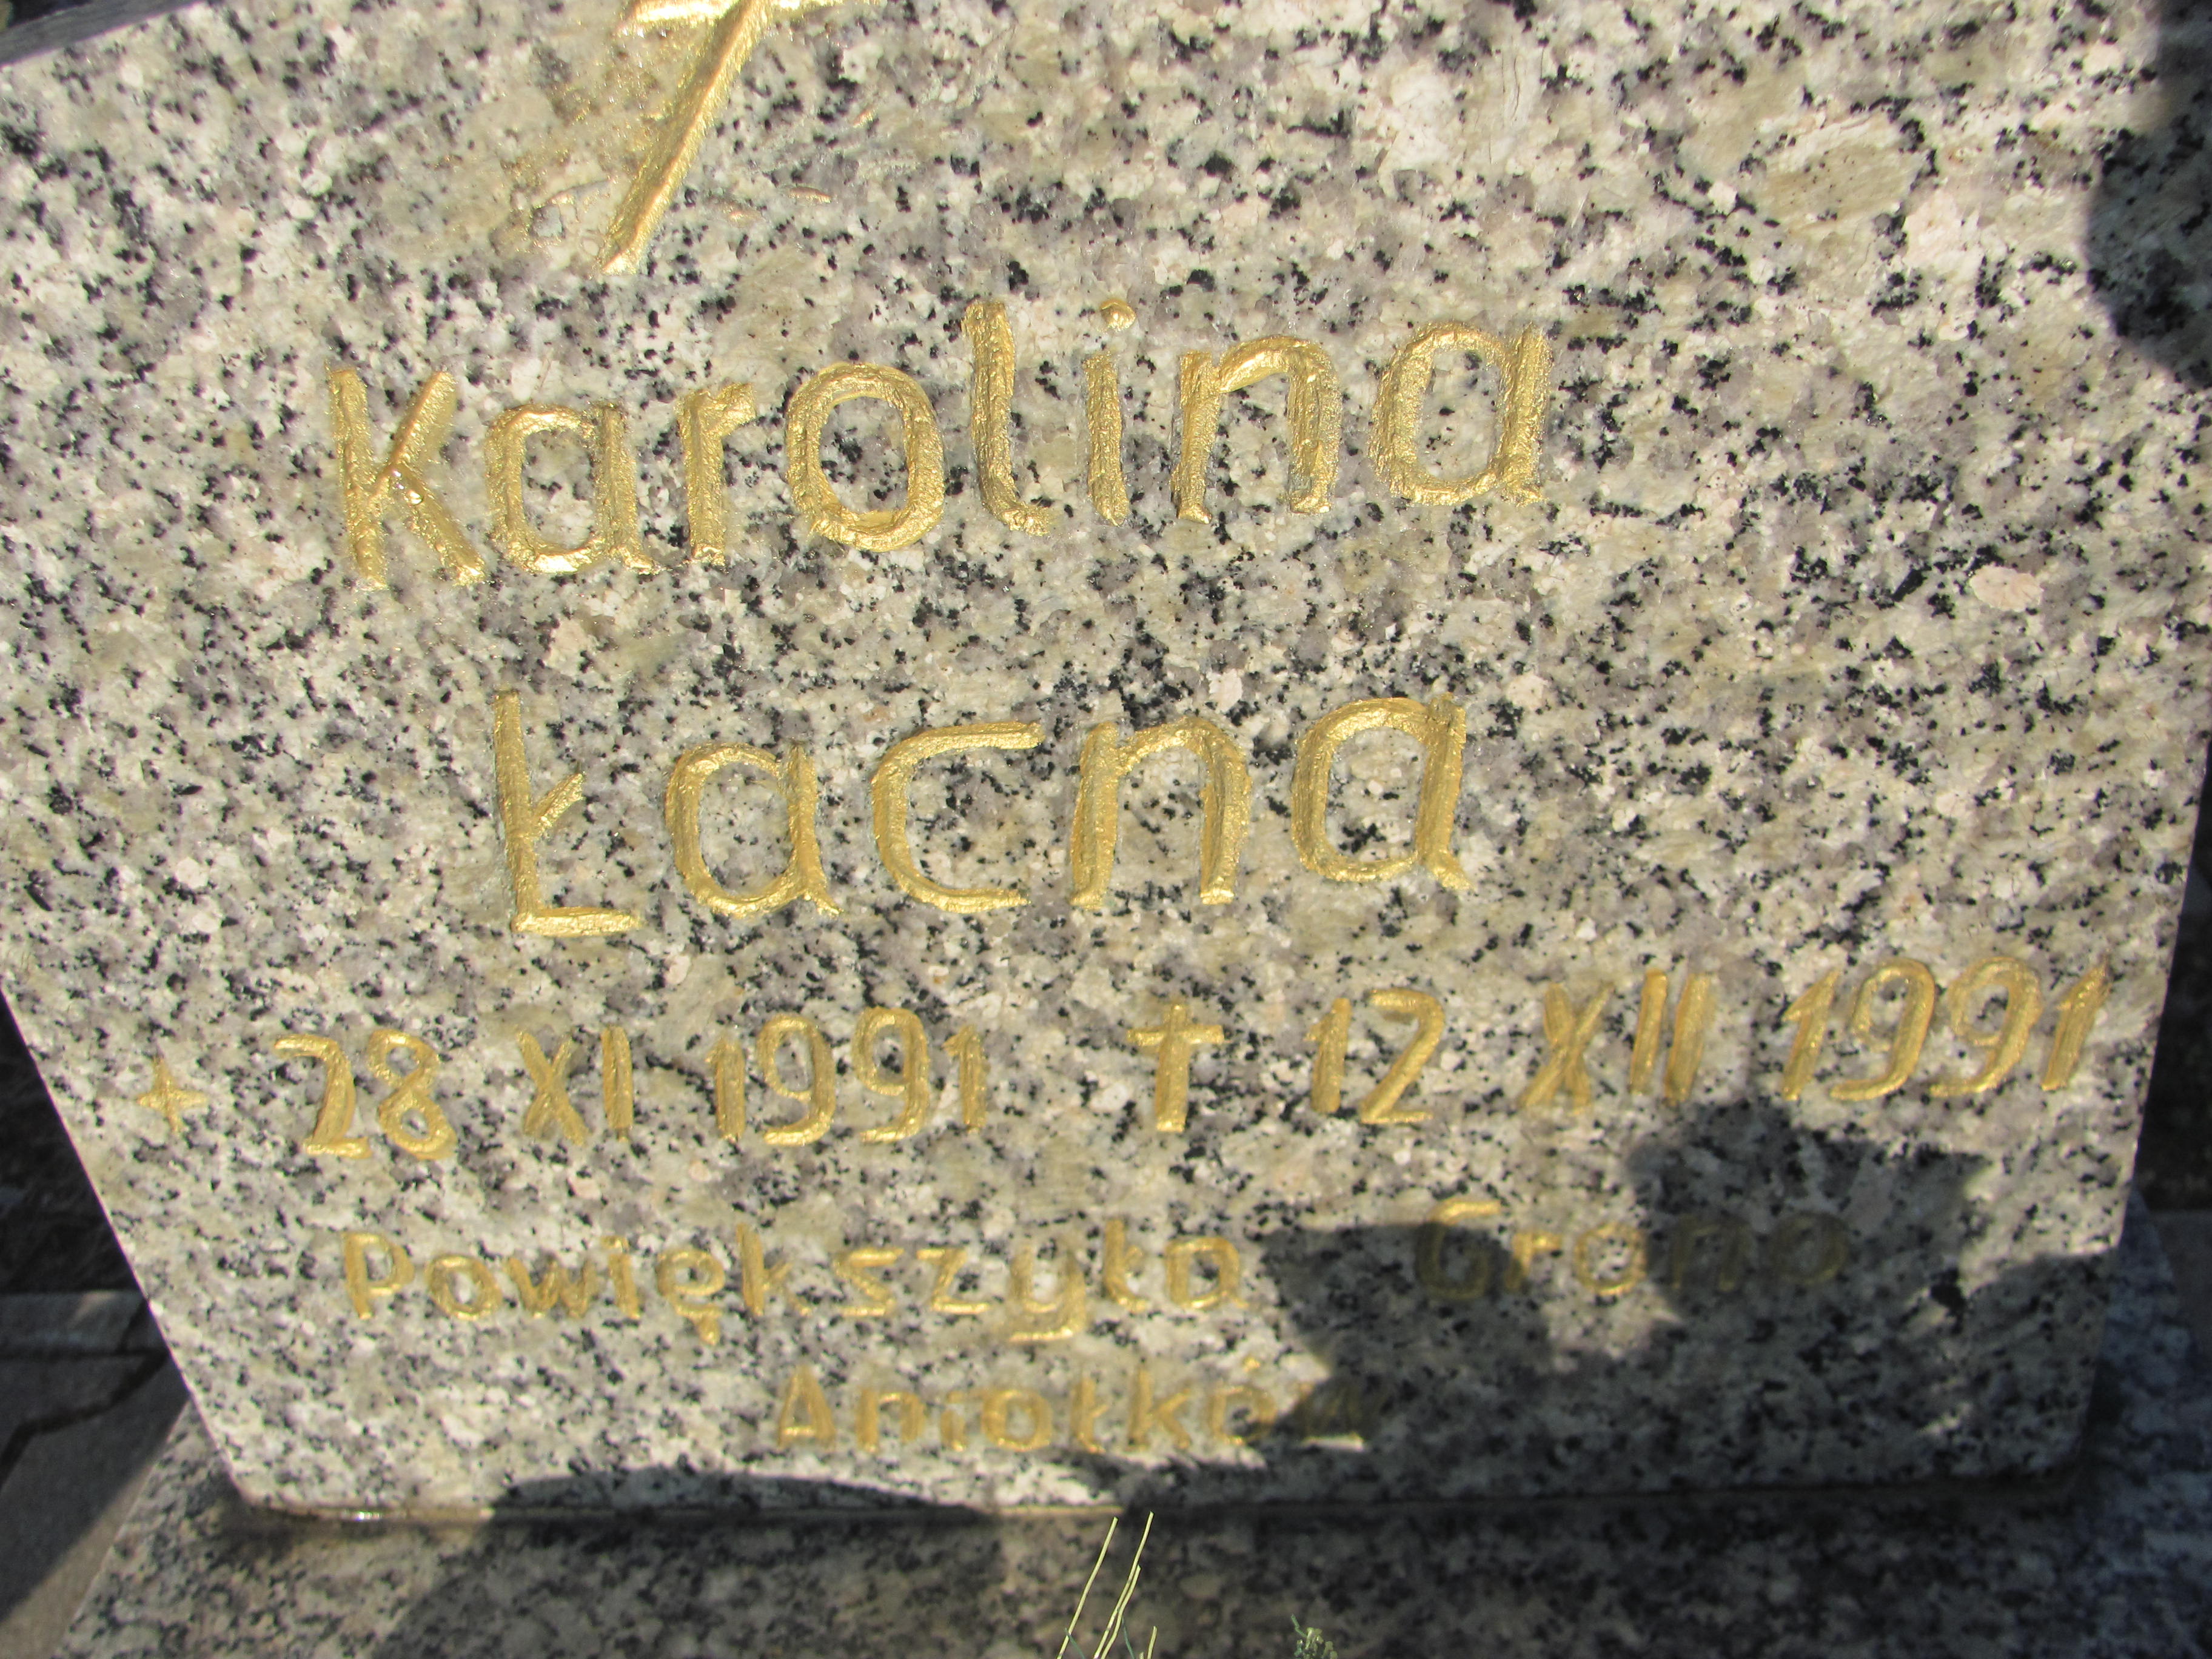 Karolina
Łacna
+ 28 XI 1991 † 12 XII 1991
Powiększyła Grono
Aniołków